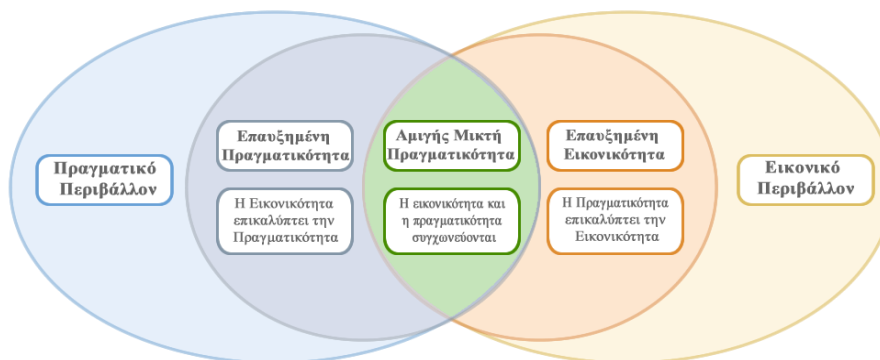 Πραγματικό
Περιβάλλον
Επαυξημένη
Πραγματικότητα
Η Εικονικότητα
επικαλύπτει την
Πραγματικότητα
Αμιγής Μικτή
Πραγματικότητα
Η εικονικότητα και
η πραγματικότητα
συγχωνεύονται
Επαυξημένη
Εικονικότητα
Η Πραγματικότητα
επικαλύπτει την
Εικονικότητα
Εικονικό
Περιβάλλον